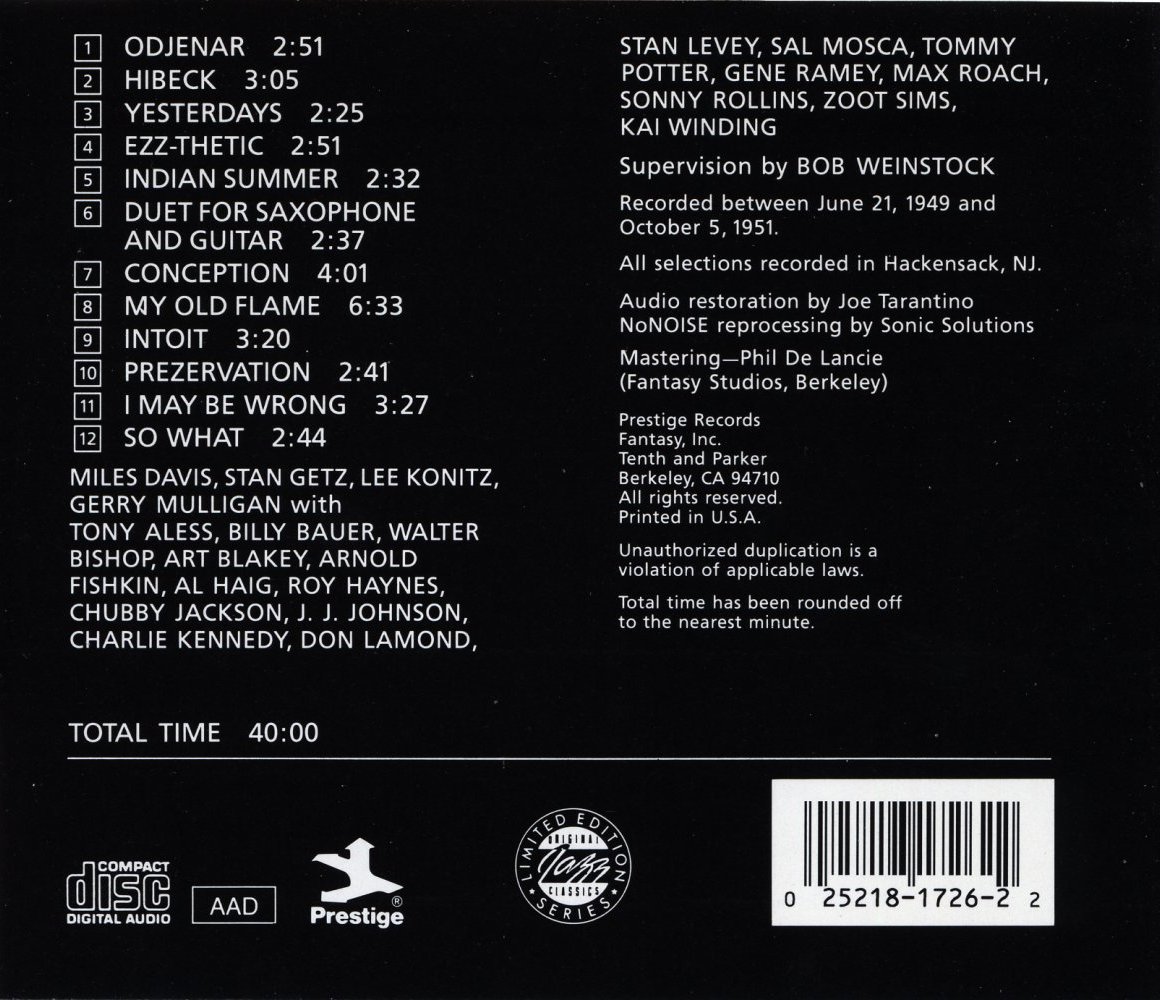 1 ODJENAR 2:51
2 HIBECK 3:05
3 YESTERDAYS 2:25
4 EZZ-THETIC 2:51
5 INDIAN SUMMER 2:32
6 DUET FOR SAXOPHONE
AND GUITAR 2:37
7 CONCEPTION 4:01
8 MY OLD FLAME 6:33
9 INTOIT 3:20
10 PREZERVATION 2:41
11 I MAY BE WRONG 3:27
12 SO WHAT 2:44
MILES DAVIS, STAN GETZ, LEE KONITZ,
GERRY MULLIGAN with
TONY ALESS, BILLY BAUER, WALTER
BISHOP, ART BLAKEY, ARNOLD
FISHKIN, AL HAIG, ROY HAYNES,
CHUBBY JACKSON, J. J. JOHNSON,
CHARLIE KENNEDY, DON LAMOND,
STAN LEVEY, SAL MOSCA, TOMMY
POTTER, GENE RAMEY, MAX ROACH,
SONNY ROLLINS, ZOOT SIMS,
KAI WINDING
Supervision by BOB WEINSTOCK
Recorded between June 21, 1949 and
October 5, 1951.
All selections recorded in Hackensack, NJ.
Audio restoration by Joe Tarantino
NoNOISE reprocessing by Sonic Solutions
Mastering—Phil De Lancie
(Fantasy Studios, Berkeley)
Prestige Records
Fantasy, Inc.
Tenth and Parker
Berkeley, CA 94710
All rights reserved.
Printed in U.S.A.
Unauthorized duplication is a
violation of applicable laws.
Total time has been rounded off
to the nearest minute.
TOTAL TIME 40:00
COMPACT
disc
DIGITAL AUDIO
AAD
Prestige®
LIMITED EDITION
ORIGINAL
Jazz
CLASSICS
SERIES
0 25218-1726-2 2